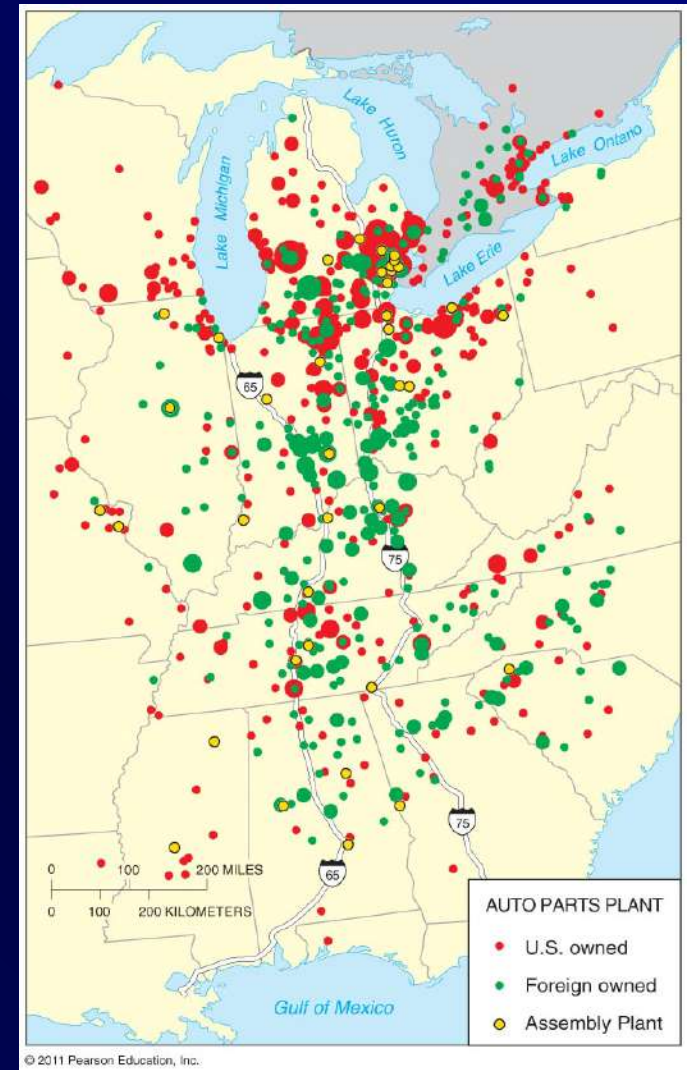 Lake Huron
Lake Michigan
Lake Ontario
Lake Erie
65
75
75
65
0 100 200 MILES
0 100 200 KILOMETERS
AUTO PARTS PLANT
U.S. owned
Foreign owned
Assembly Plant
Gulf of Mexico
© 2011 Pearson Education, Inc.